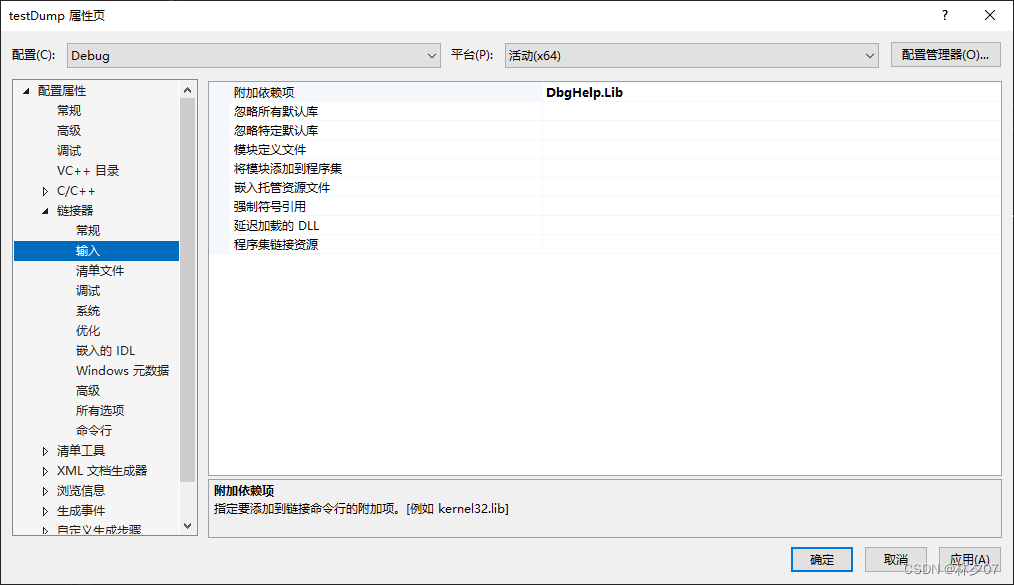 testDump 属性页
配置(C): Debug 平台(P): 活动(x64) 配置管理器(O)...
配置属性
常规
高级
调试
VC++ 目录
C/C++
链接器
常规
输入
清单文件
调试
系统
优化
嵌入的 IDL
Windows 元数据
高级
所有选项
命令行
清单工具
XML 文档生成器
浏览信息
生成事件
自定义生成步骤
附加依赖项 DbgHelp.Lib
忽略所有默认库
忽略特定默认库
模块定义文件
将模块添加到程序集
嵌入托管资源文件
强制符号引用
延迟加载的 DLL
程序集链接资源
附加依赖项
指定要添加到链接命令行的附加项。[例如 kernel32.lib]
确定 取消 应用(A)
CSDN @林夕07